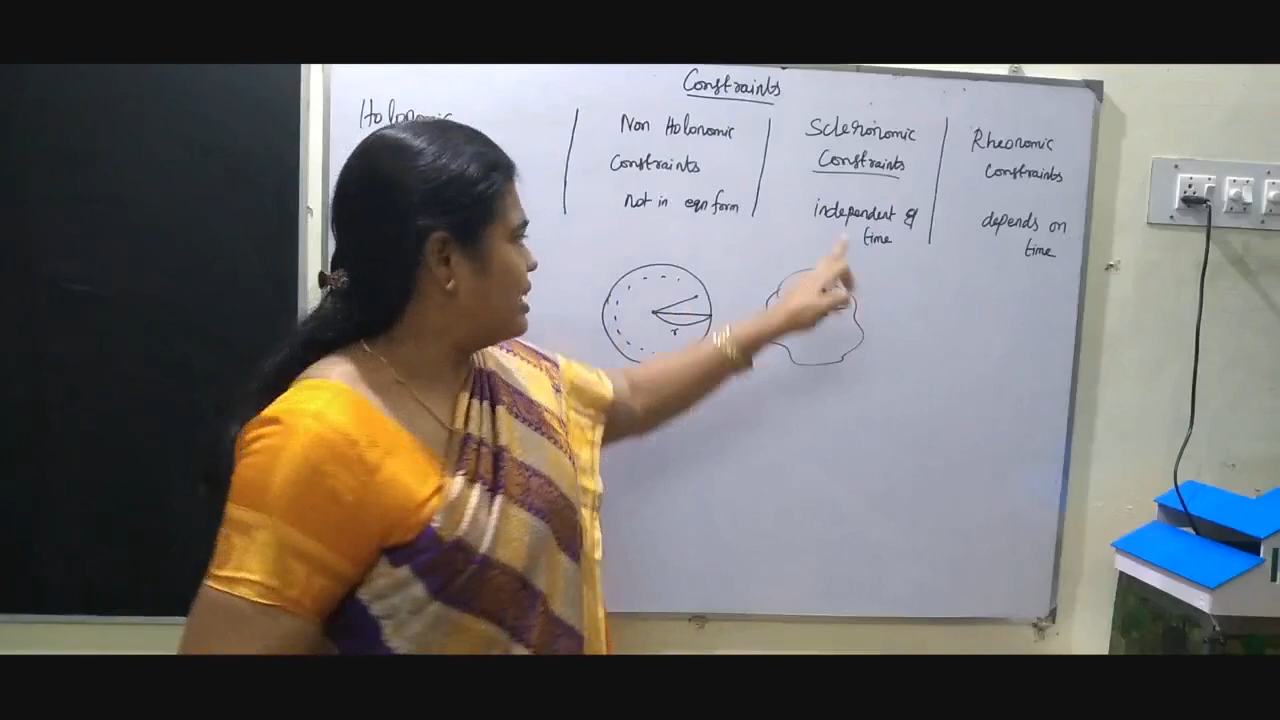 Constraints
Holonomic
Non Holonomic
Constraints
not in eqn form
Scleronomic
Constraints
independent of
time
Rheonomic
Constraints
depends on
time
r